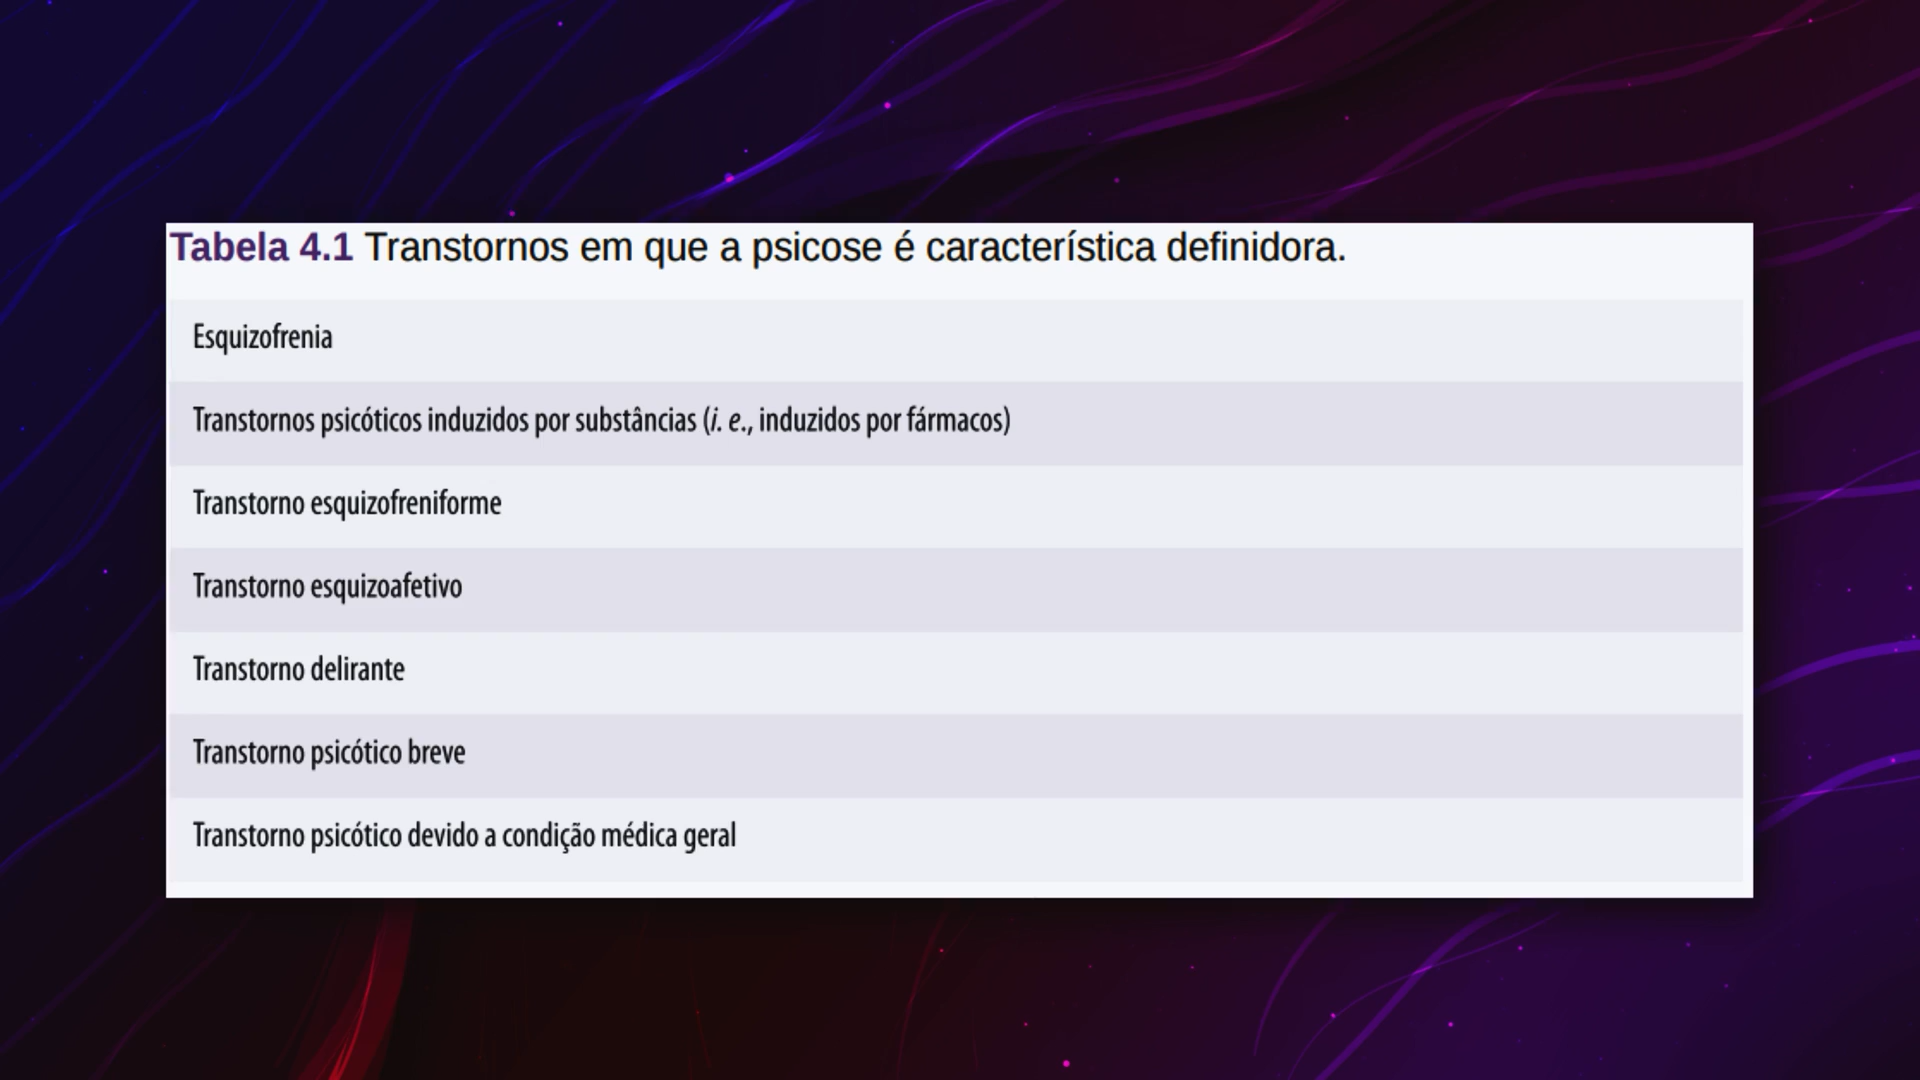 Tabela 4.1 Transtornos em que a psicose é característica definidora.
Esquizofrenia
Transtornos psicóticos induzidos por substâncias (i. e., induzidos por fármacos)
Transtorno esquizofreniforme
Transtorno esquizoafetivo
Transtorno delirante
Transtorno psicótico breve
Transtorno psicótico devido a condição médica geral